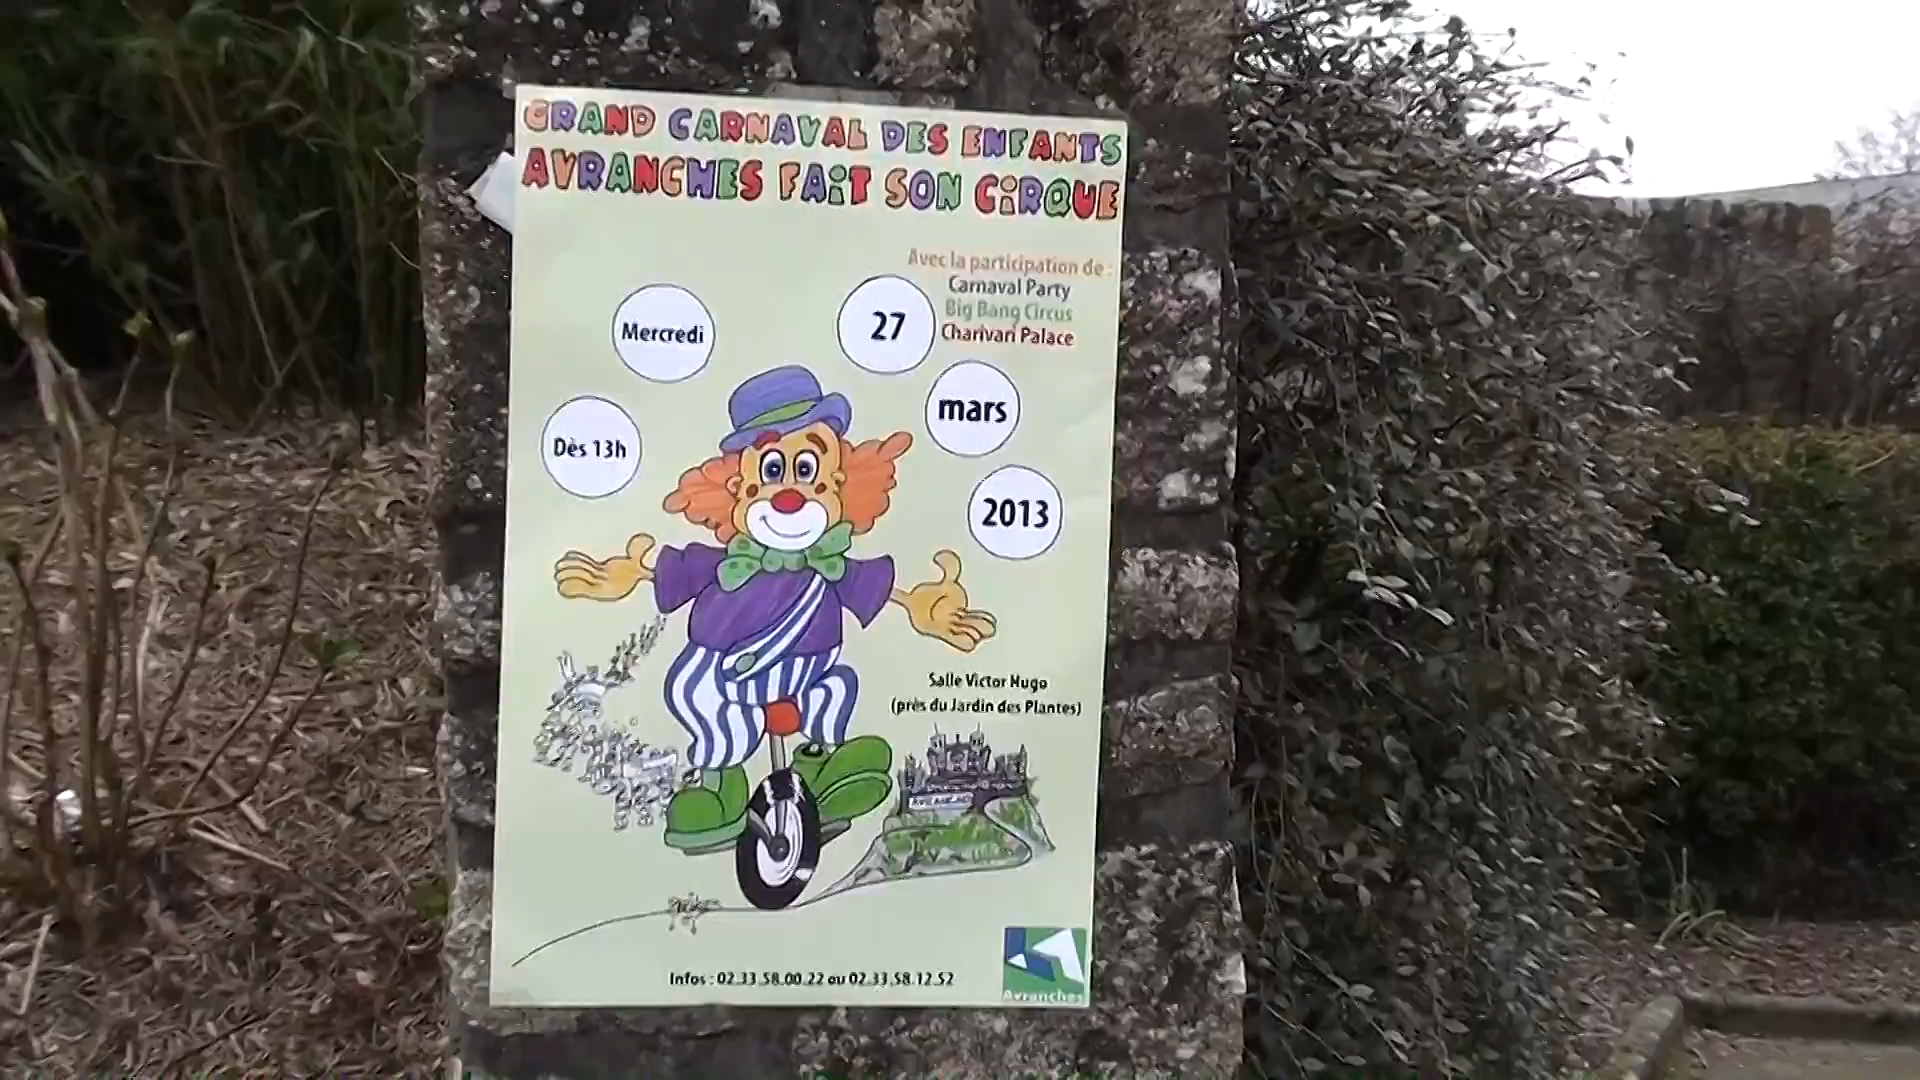 GRAND CARNAVAL DES ENFANTS
AVRANCHES FAiT SON CiRQUE
Avec la participation de :
Carnaval Party
Big Bang Circus
Charivari Palace
Dès 13h
Mercredi
27
mars
2013
Salle Victor Hugo
(près du Jardin des Plantes)
Infos : 02.33.58.00.22 ou 02.33.58.12.52
Avranches